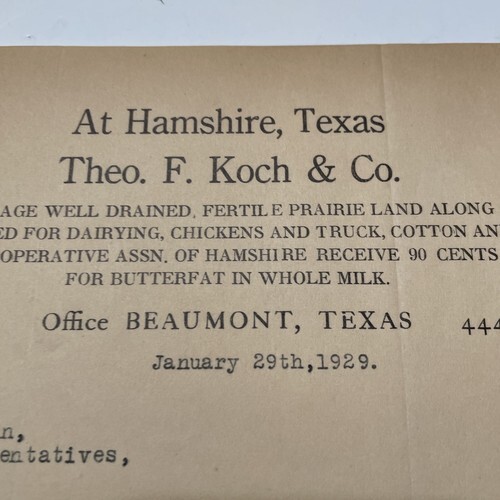 At Hamshire, Texas
Theo. F. Koch & Co.
AGE WELL DRAINED, FERTILE PRAIRIE LAND ALONG
ED FOR DAIRYING, CHICKENS AND TRUCK, COTTON AN
OPERATIVE ASSN. OF HAMSHIRE RECEIVE 90 CENTS
FOR BUTTERFAT IN WHOLE MILK.
Office BEAUMONT, TEXAS 444
January 29th,1929.
n,
entatives,